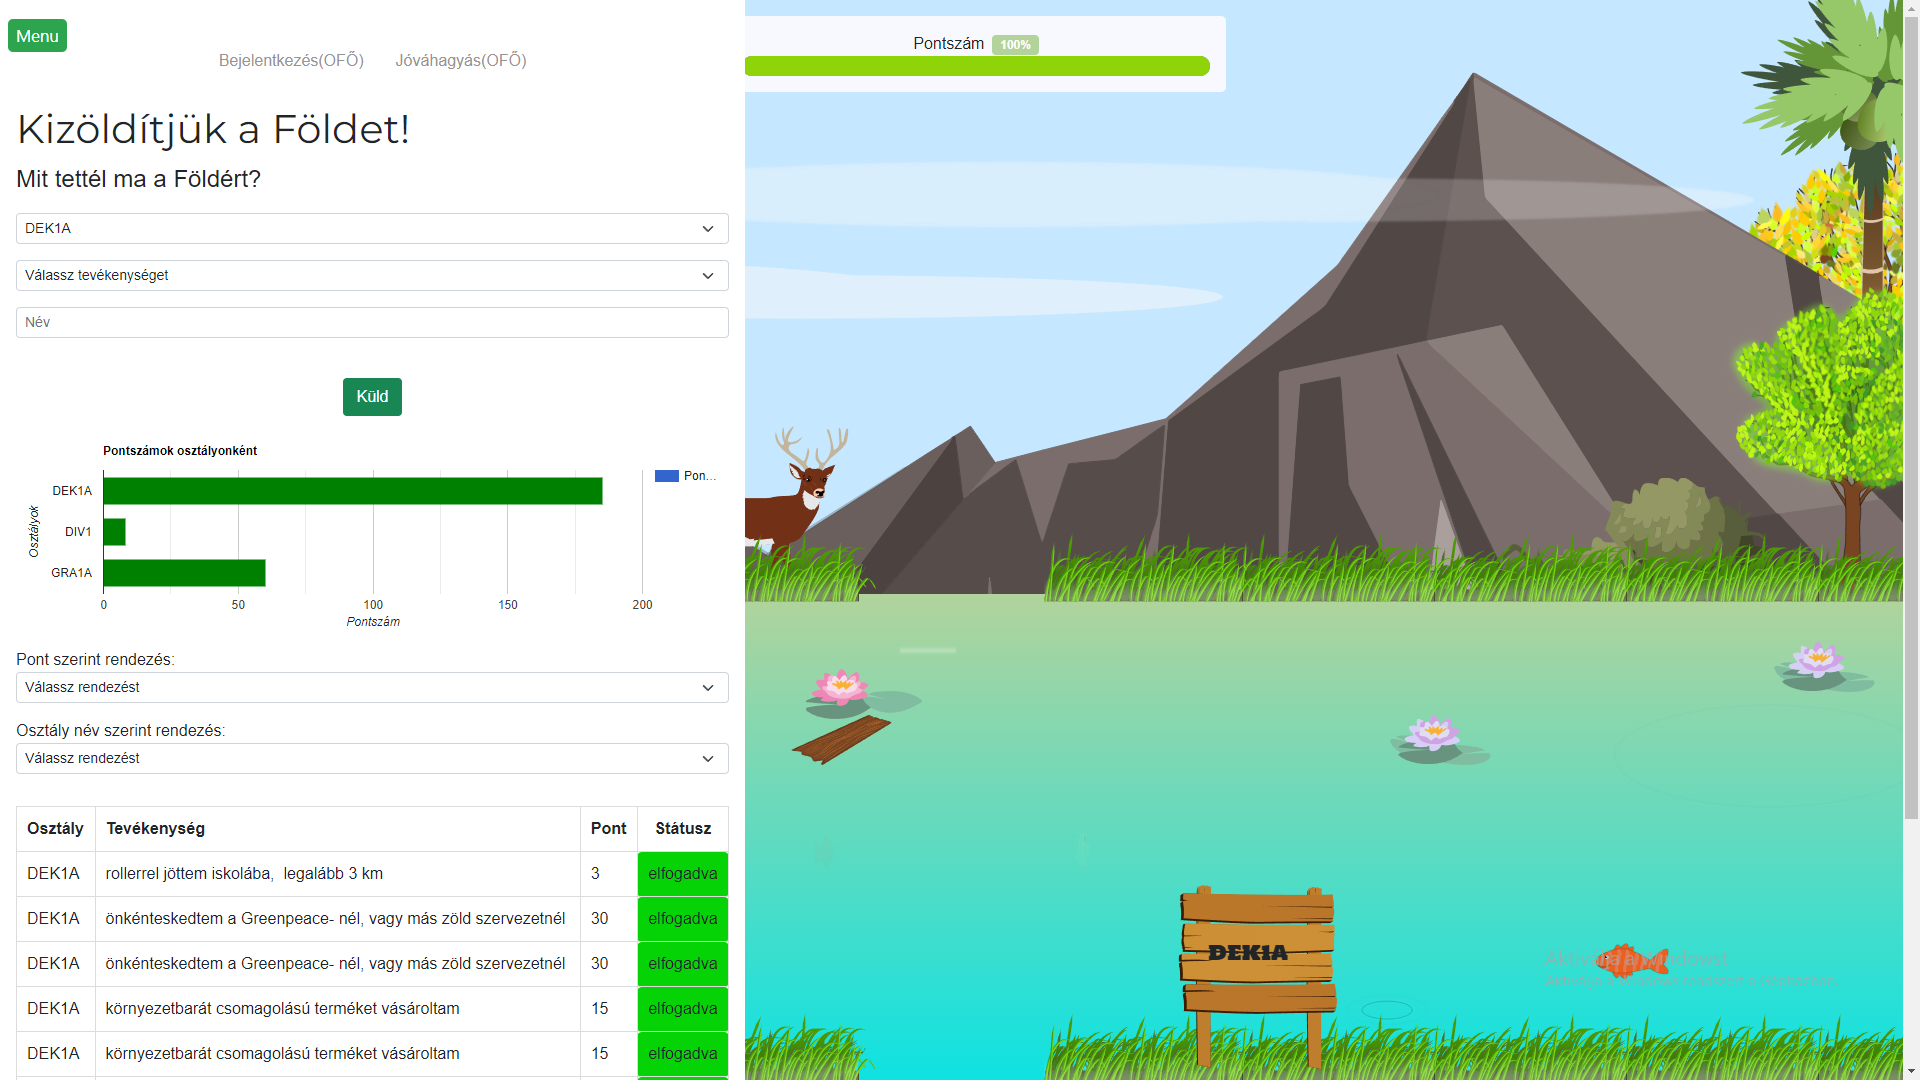 Menu
Bejelentkezés(OFŐ) Jóváhagyás(OFŐ)
Kizöldítjük a Földet!
Mit tettél ma a Földért?
DEK1A
Válassz tevékenységet
Név
Küld
Pontszámok osztályonként
Osztályok
DEK1A
DIV1
GRA1A
0 50 100 150 200
Pontszám
Pon...
Pont szerint rendezés:
Válassz rendezést
Osztály név szerint rendezés:
Válassz rendezést
Osztály Tevékenység Pont Státusz
DEK1A rollerrel jöttem iskolába, legalább 3 km 3 elfogadva
DEK1A önkénteskedtem a Greenpeace- nél, vagy más zöld szervezetnél 30 elfogadva
DEK1A önkénteskedtem a Greenpeace- nél, vagy más zöld szervezetnél 30 elfogadva
DEK1A környezetbarát csomagolású terméket vásároltam 15 elfogadva
DEK1A környezetbarát csomagolású terméket vásároltam 15 elfogadva
Pontszám 100%
DEK1A